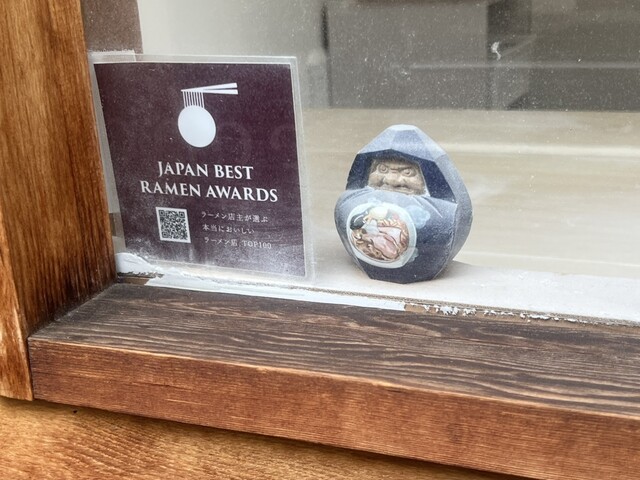 JAPAN BEST
RAMEN AWARDS
ラーメン店主が選ぶ
本当においしい
ラーメン店 TOP100